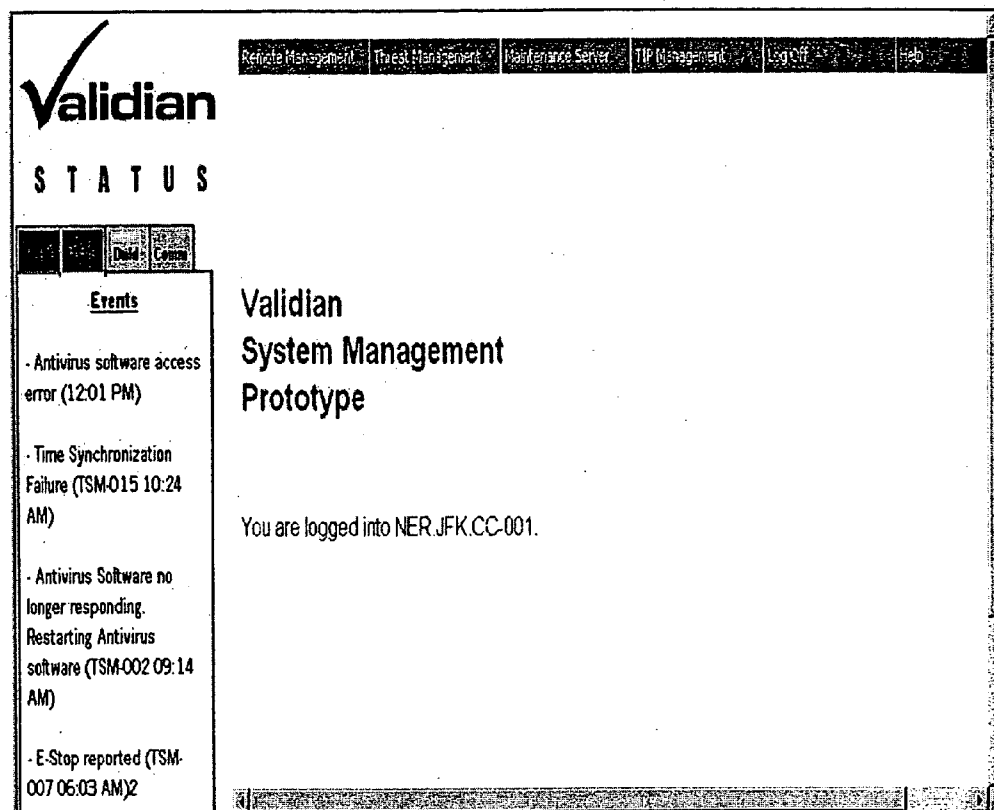 Validian
STATUS
Remote Management Threat Management Maintenance Server TIP Management Log Off Help
Events
- Antivirus software access
error (12:01 PM)
- Time Synchronization
Failure (TSM-015 10:24
AM)
- Antivirus Software no
longer responding.
Restarting Antivirus
software (TSM-002 09:14
AM)
- E-Stop reported (TSM-
007 06:03 AM)2
Validian
System Management
Prototype
You are logged into NER.JFK.CC-001.